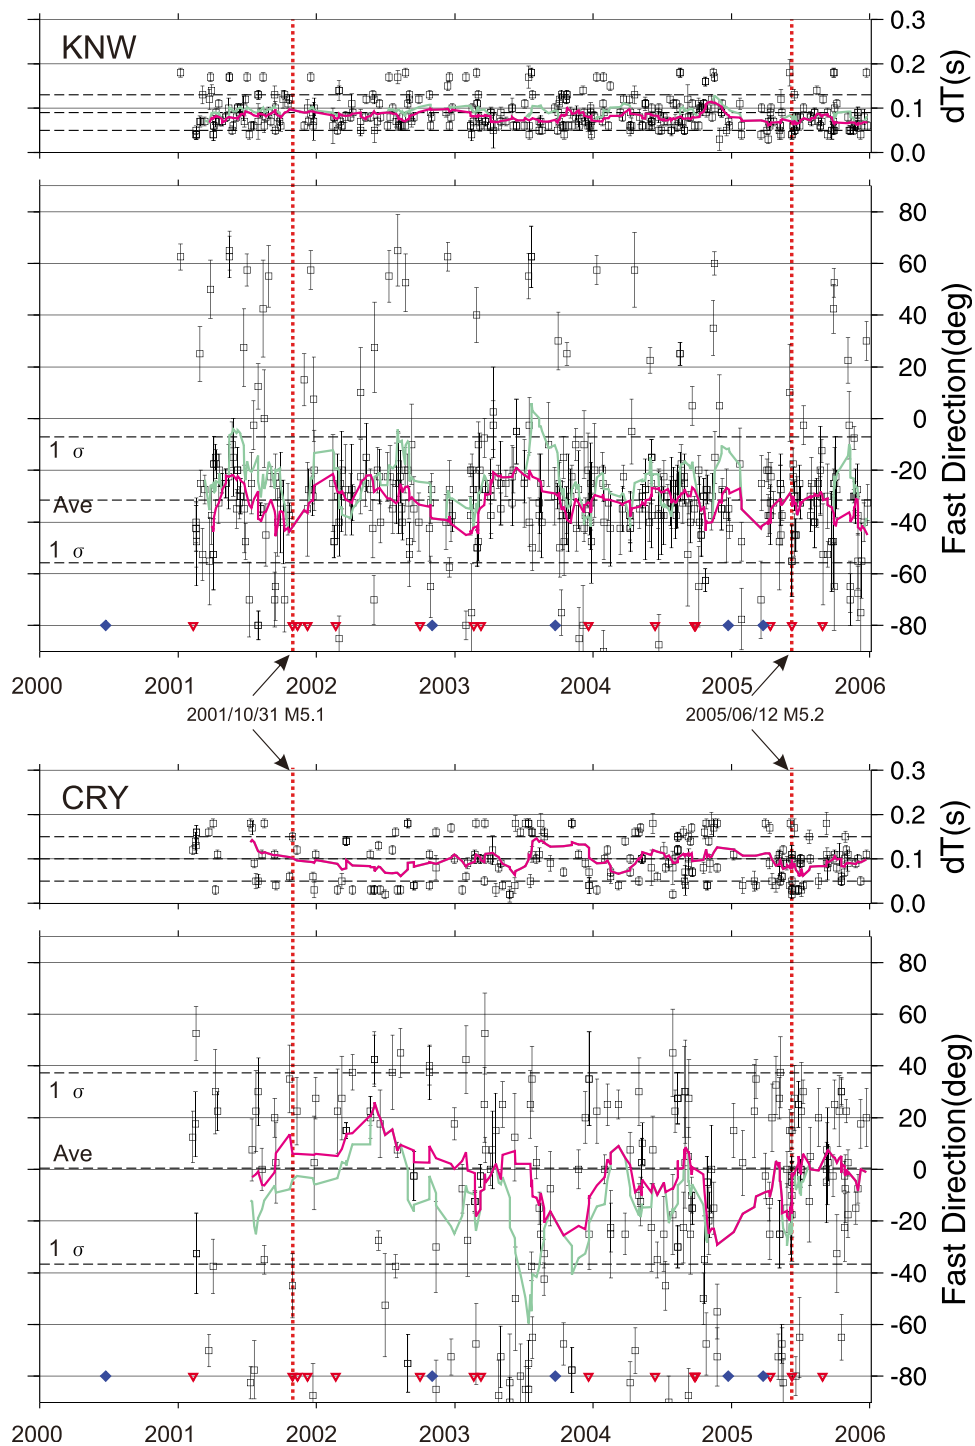 KNW
0.3
0.2
0.1
0.0
dT(s)
80
60
40
20
0
-20
-40
-60
-80
Fast Direction(deg)
1 σ
Ave
1 σ
2000 2001 2002 2003 2004 2005 2006
2001/10/31 M5.1
2005/06/12 M5.2
CRY
0.3
0.2
0.1
0.0
dT(s)
80
60
40
20
0
-20
-40
-60
-80
Fast Direction(deg)
1 σ
Ave
1 σ
2000 2001 2002 2003 2004 2005 2006